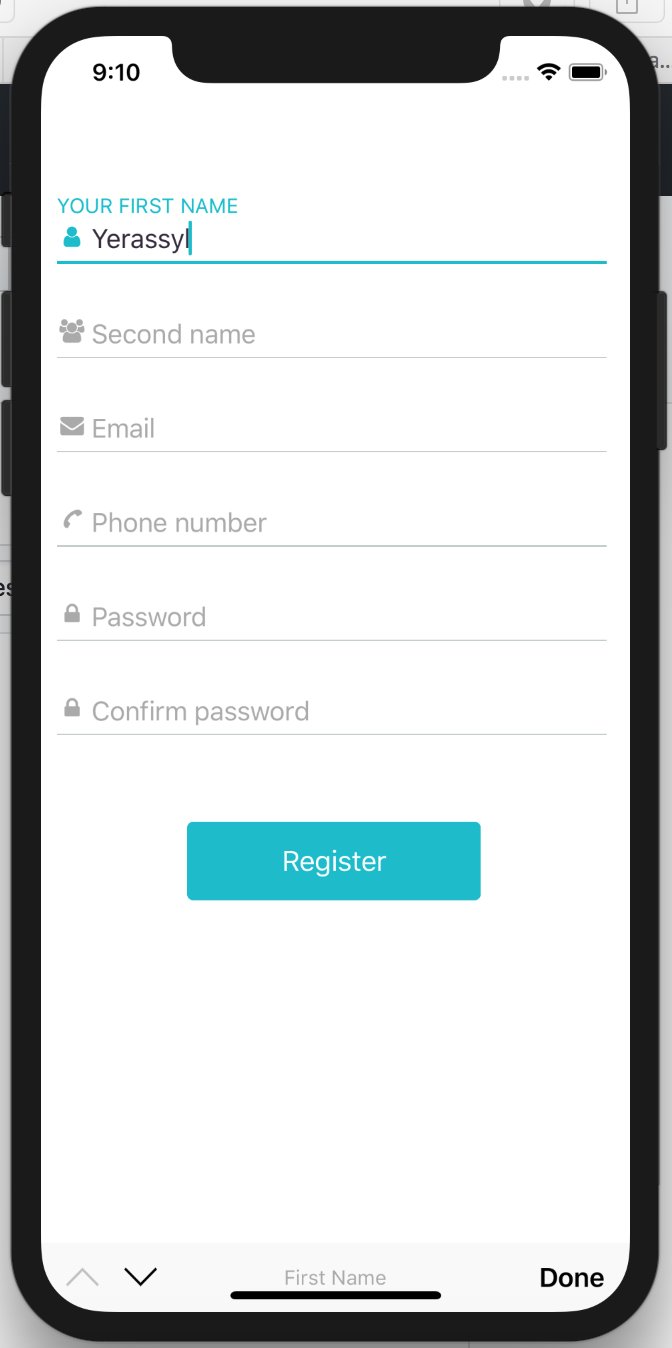 9:10
YOUR FIRST NAME
Yerassyl
Second name
Email
Phone number
Password
Confirm password
Register
First Name
Done